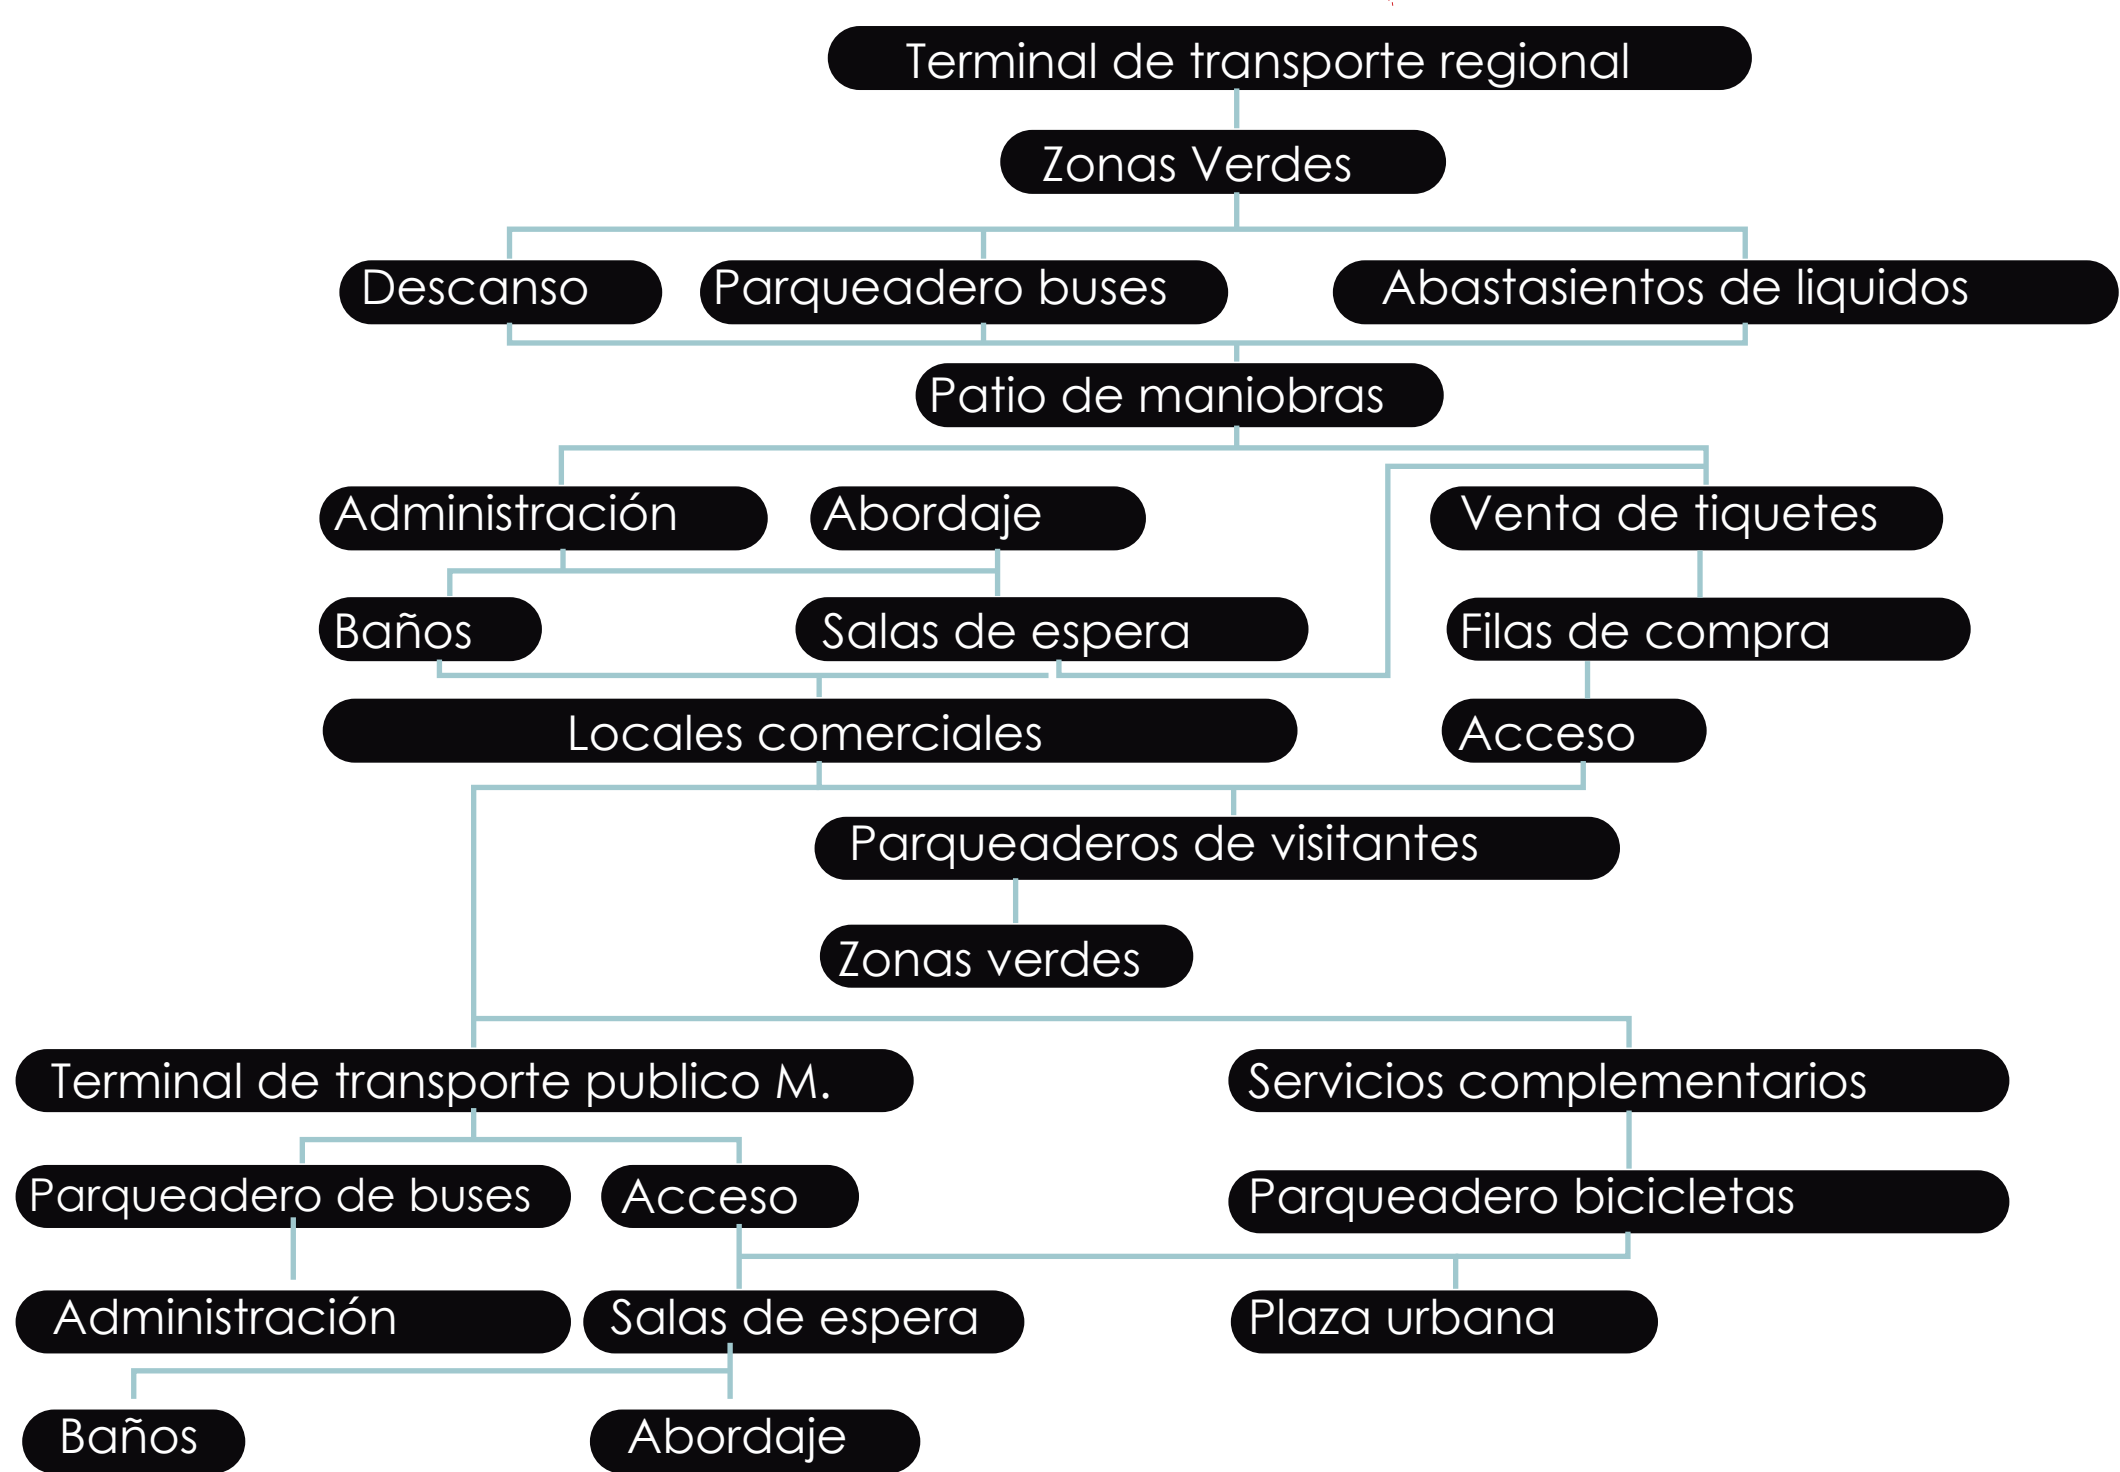 Terminal de transporte regional
Zonas Verdes
Descanso
Parqueadero buses
Abastasientos de liquidos
Patio de maniobras
Administración
Abordaje
Venta de tiquetes
Baños
Salas de espera
Filas de compra
Locales comerciales
Acceso
Parqueaderos de visitantes
Zonas verdes
Terminal de transporte publico M.
Servicios complementarios
Parqueadero de buses
Acceso
Parqueadero bicicletas
Administración
Salas de espera
Plaza urbana
Baños
Abordaje